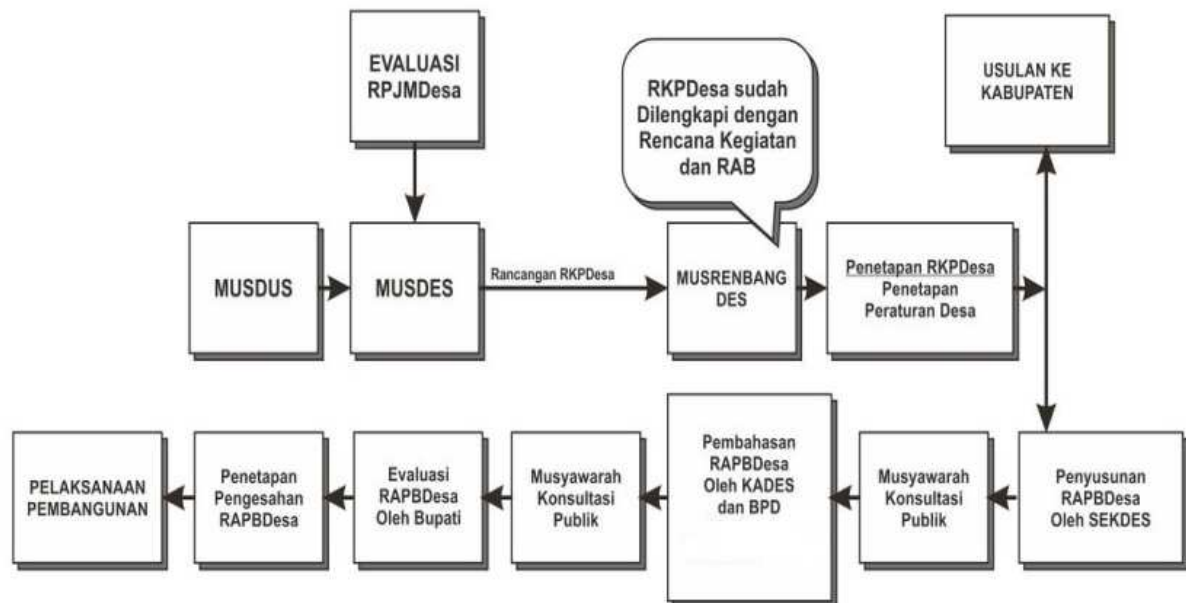 EVALUASI
RPJMDesa
RKPDesa sudah
Dilengkapi dengan
Rencana Kegiatan
dan RAB
USULAN KE
KABUPATEN
MUSDUS
MUSDES
Rancangan RKPDesa
MUSRENBANG
DES
Penetapan RKPDesa
Penetapan
Peraturan Desa
PELAKSANAAN
PEMBANGUNAN
Penetapan
Pengesahan
RAPBDesa
Evaluasi
RAPBDesa
Oleh Bupati
Musyawarah
Konsultasi
Publik
Pembahasan
RAPBDesa
Oleh KADES
dan BPD
Musyawarah
Konsultasi
Publik
Penyusunan
RAPBDesa
Oleh SEKDES